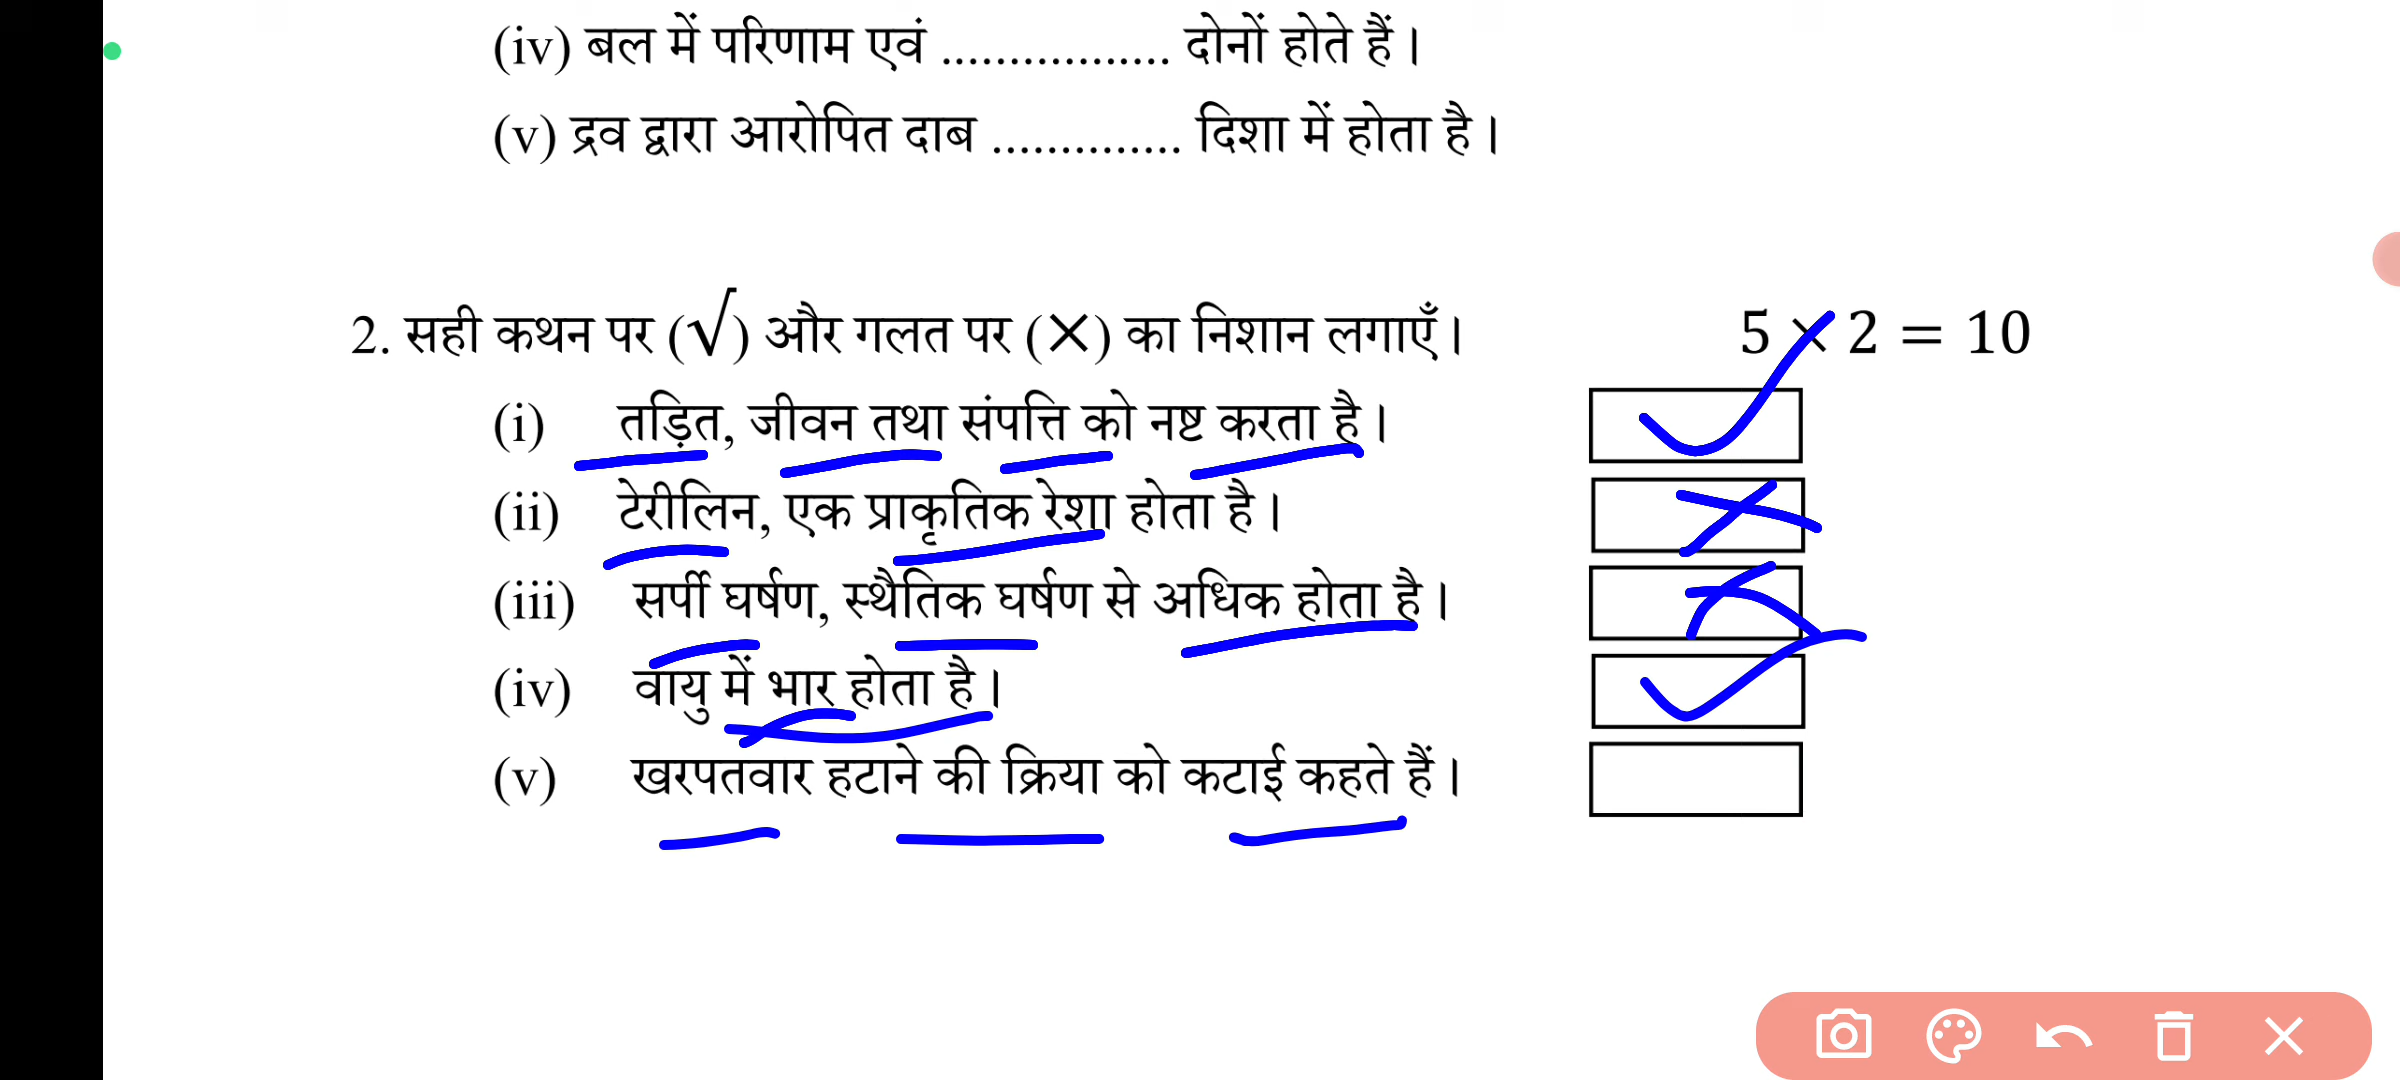 (iv) बल में परिणाम एवं ................. दोनों होते हैं।
(v) द्रव द्वारा आरोपित दाब .............. दिशा में होता है।
2. सही कथन पर (√) और गलत पर (×) का निशान लगाएँ। 5 × 2 = 10
(i) तड़ित, जीवन तथा संपत्ति को नष्ट करता है। ✓
(ii) टेरीलिन, एक प्राकृतिक रेशा होता है। ×
(iii) सर्पी घर्षण, स्थैतिक घर्षण से अधिक होता है। ×
(iv) वायु में भार होता है। ✓
(v) खरपतवार हटाने की क्रिया को कटाई कहते हैं।